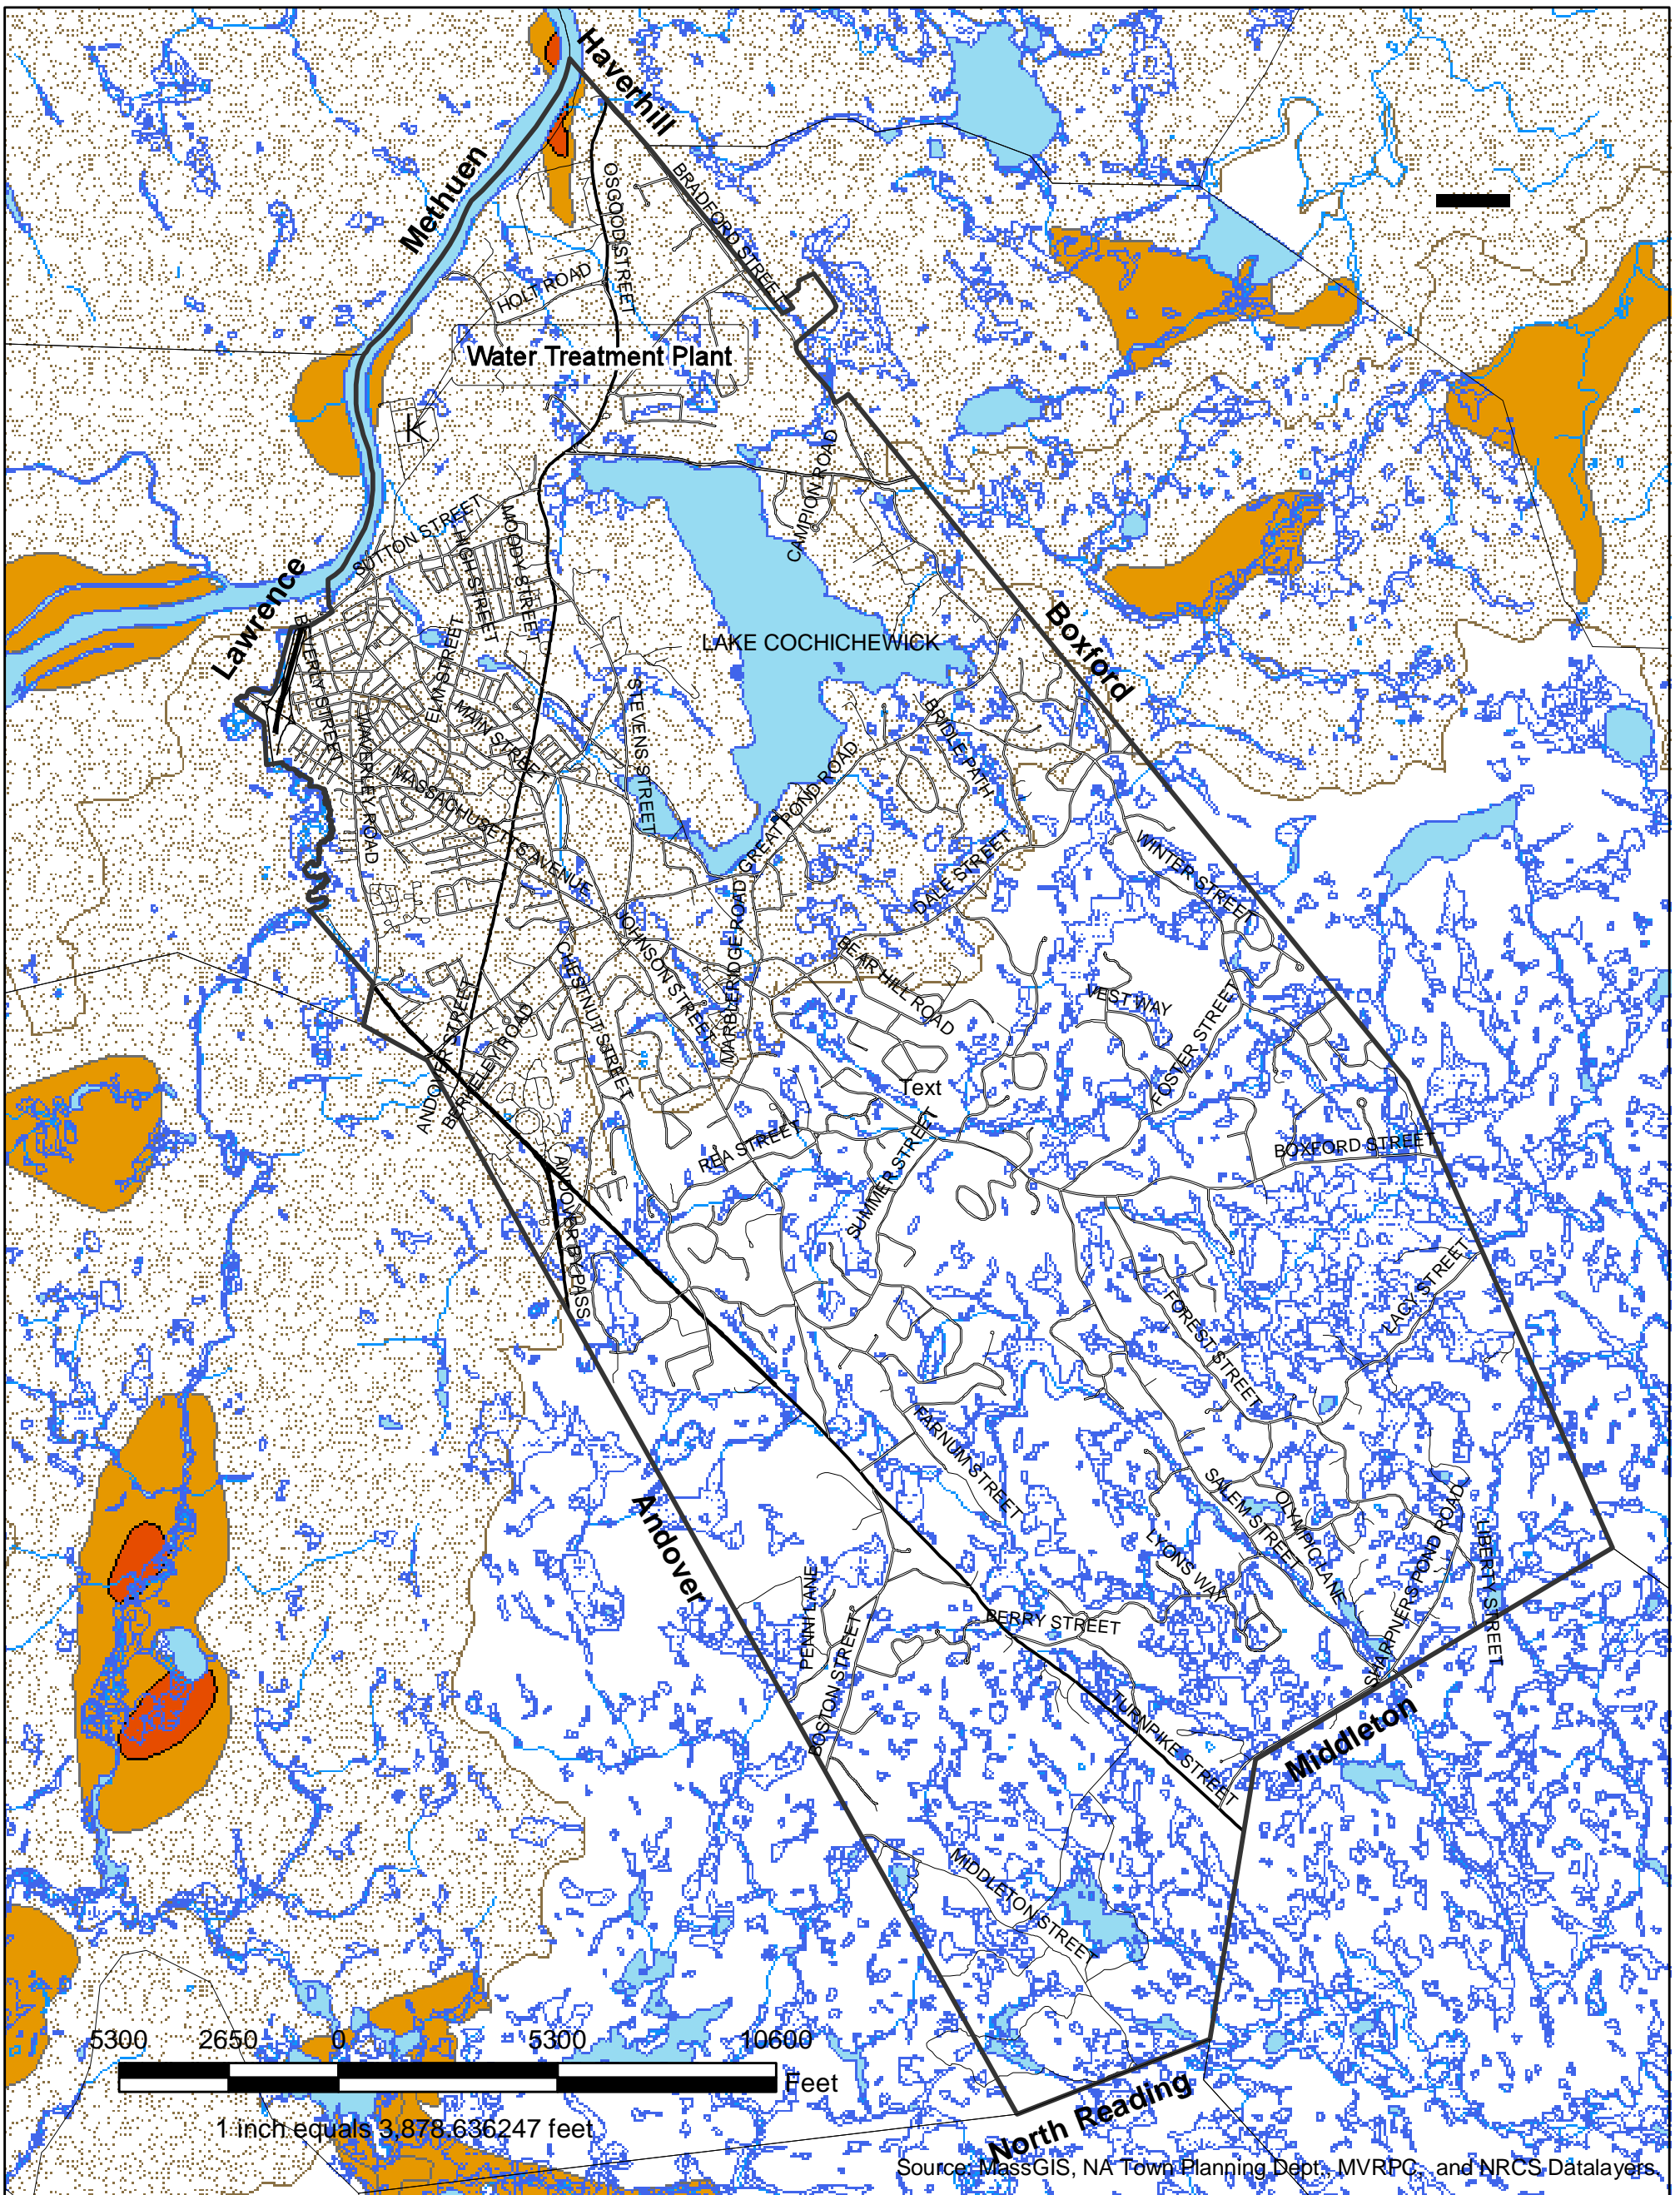 Haverhill
Methuen
BRADFORD STREET
OSGOOD STREET
HOLT ROAD
Water Treatment Plant
CAMPION ROAD
SUTTON STREET
MOODY STREET
HIGH STREET
Lawrence
Boxford
LAKE COCHICHEWICK
BEVERLY STREET
ELM STREET
MAIN STREET
STEVENS STREET
BRIDLE PATH
WAVERLEY ROAD
MASSACHUSETTS AVENUE
GREAT POND ROAD
WINTER STREET
DALE STREET
JOHNSON STREET
MARBLERIDGE ROAD
BEAR HILL ROAD
CHESTNUT STREET
VEST WAY
FOSTER STREET
ANDOVER STREET
BERKELEY ROAD
Text
REA STREET
SUMMER STREET
BOXFORD STREET
ANDOVER BY-PASS
LACY STREET
FOREST STREET
FARNUM STREET
Andover
SALEM STREET
OLYMPIC LANE
SHARPNERS POND ROAD
LIBERTY STREET
LYONS WAY
PENNI LANE
BERRY STREET
BOSTON STREET
TURNPIKE STREET
Middleton
MIDDLETON STREET
5300 2650 0 5300 10600
Feet
1 inch equals 3,878.636247 feet
North Reading
Source: MassGIS, NA Town Planning Dept., MVRPC, and NRCS Datalayers.